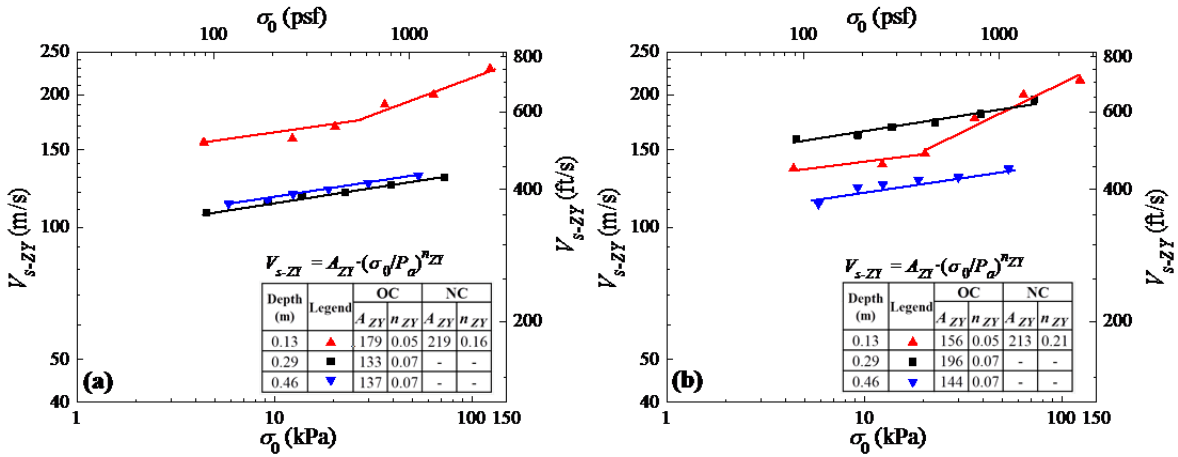 σ0 (psf)
100 1000
250
200
150
100
50
40
Vs-ZY (m/s)
800
600
400
200
Vs-ZY (ft/s)
Vs-ZY = AZY·(σ0/Pa)^nZY
Depth (m) Legend OC NC
AZY nZY AZY nZY
0.13 179 0.05 219 0.16
0.29 133 0.07 - -
0.46 137 0.07 - -
(a)
1 10 100 150
σ0 (kPa)
σ0 (psf)
100 1000
250
200
150
100
50
40
Vs-ZY (m/s)
800
600
400
200
Vs-ZY (ft/s)
Vs-ZY = AZY·(σ0/Pa)^nZY
Depth (m) Legend OC NC
AZY nZY AZY nZY
0.13 156 0.05 213 0.21
0.29 196 0.07 - -
0.46 144 0.07 - -
(b)
1 10 100 150
σ0 (kPa)